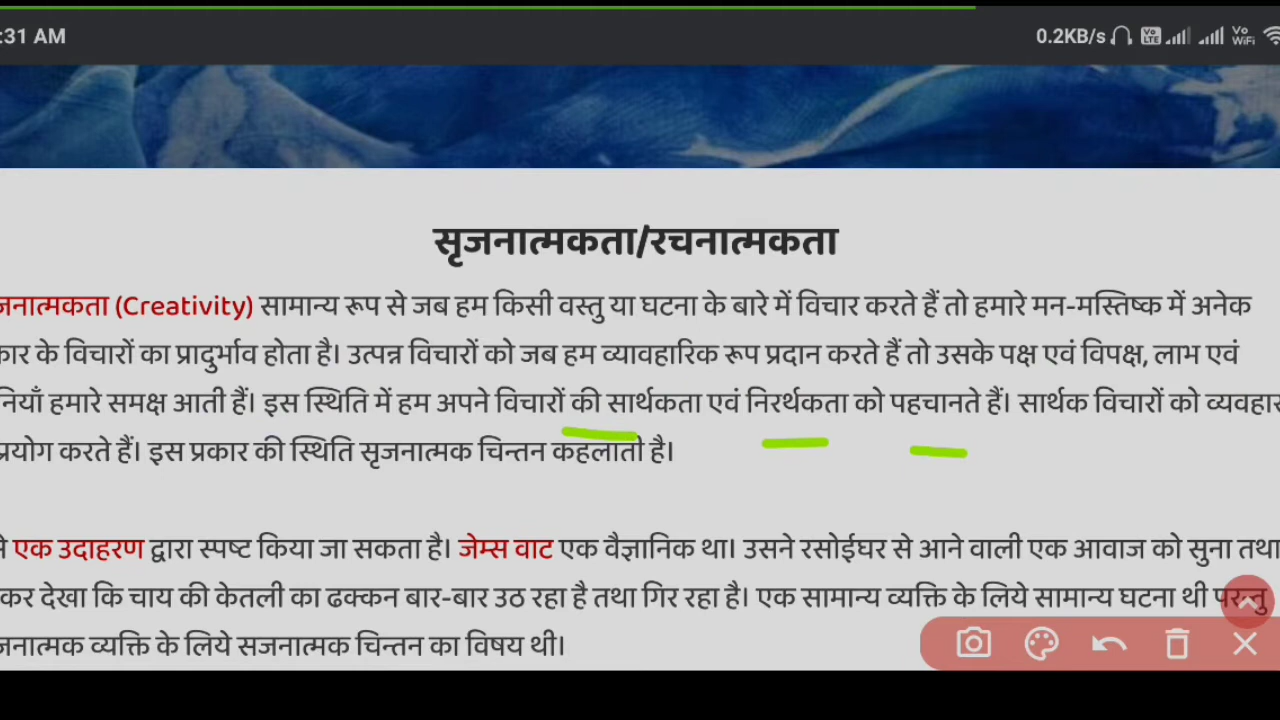 :31 AM
0.2KB/s Vo LTE Vo WiFi
सृजनात्मकता/रचनात्मकता
जनात्मकता (Creativity) सामान्य रूप से जब हम किसी वस्तु या घटना के बारे में विचार करते हैं तो हमारे मन-मस्तिष्क में अनेक
कार के विचारों का प्रादुर्भाव होता है। उत्पन्न विचारों को जब हम व्यावहारिक रूप प्रदान करते हैं तो उसके पक्ष एवं विपक्ष, लाभ एवं
नियाँ हमारे समक्ष आती हैं। इस स्थिति में हम अपने विचारों की सार्थकता एवं निरर्थकता को पहचानते हैं। सार्थक विचारों को व्यवहार
प्रयोग करते हैं। इस प्रकार की स्थिति सृजनात्मक चिन्तन कहलाती है।
एक उदाहरण द्वारा स्पष्ट किया जा सकता है। जेम्स वाट एक वैज्ञानिक था। उसने रसोईघर से आने वाली एक आवाज को सुना तथा
कर देखा कि चाय की केतली का ढक्कन बार-बार उठ रहा है तथा गिर रहा है। एक सामान्य व्यक्ति के लिये सामान्य घटना थी परन्तु
जनात्मक व्यक्ति के लिये सजनात्मक चिन्तन का विषय थी।